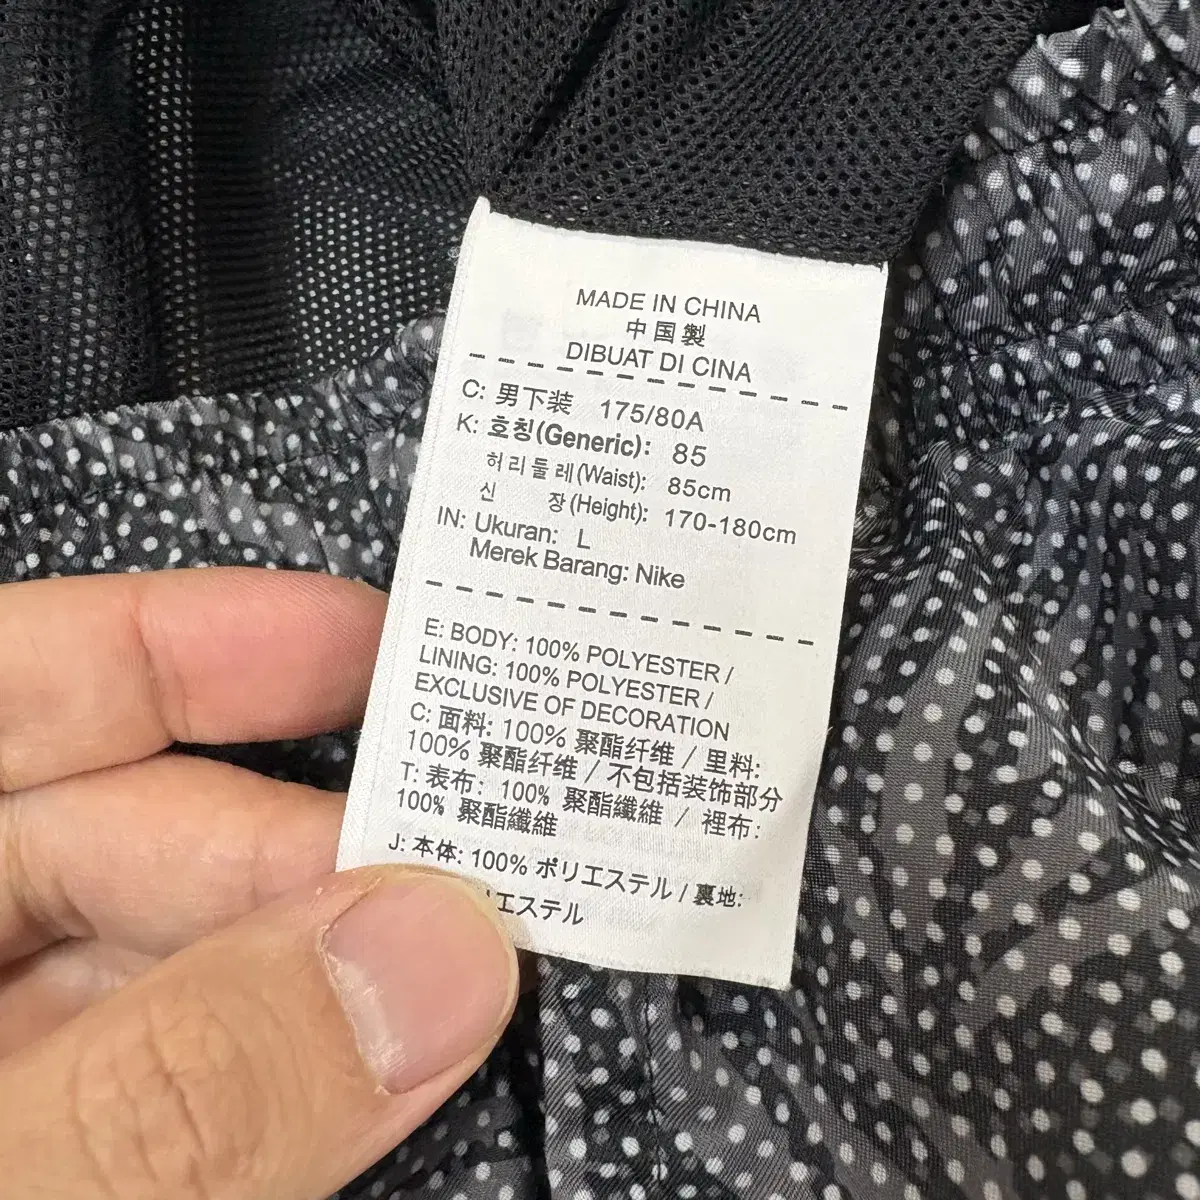 MADE IN CHINA
中国製
DIBUAT DI CINA
C: 男下装 175/80A
K: 호칭(Generic): 85
허리둘레(Waist): 85cm
신 장(Height): 170-180cm
IN: Ukuran: L
Merek Barang: Nike
E: BODY: 100% POLYESTER /
LINING: 100% POLYESTER /
EXCLUSIVE OF DECORATION
C: 面料: 100% 聚酯纤维 / 里料:
100% 聚酯纤维 / 不包括装饰部分
T: 表布: 100% 聚酯纖維 / 裡布:
100% 聚酯纖維
J: 本体: 100% ポリエステル / 裏地:
エステル